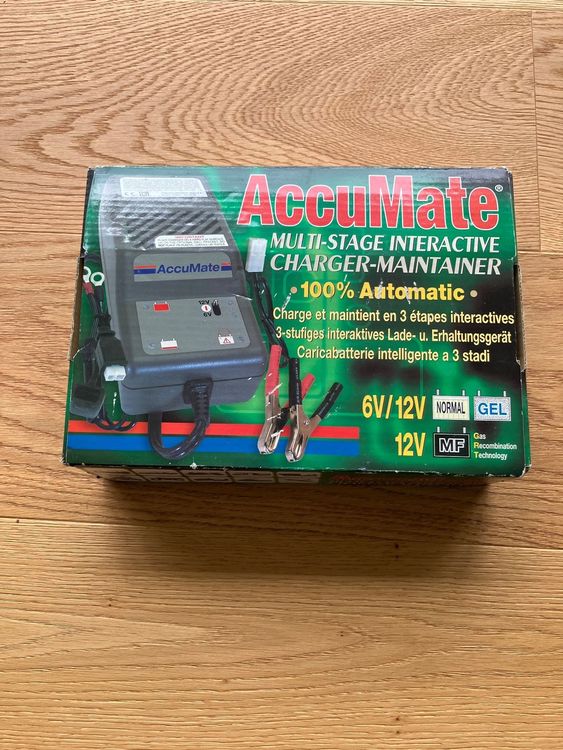 AccuMate®
MULTI-STAGE INTERACTIVE
CHARGER-MAINTAINER
• 100% Automatic •
Charge et maintient en 3 étapes interactives
3-stufiges interaktives Lade- u. Erhaltungsgerät
Caricabatterie intelligente a 3 stadi
6V/12V NORMAL GEL
12V MF Gas
Recombination
Technology
AccuMate
12V
6V